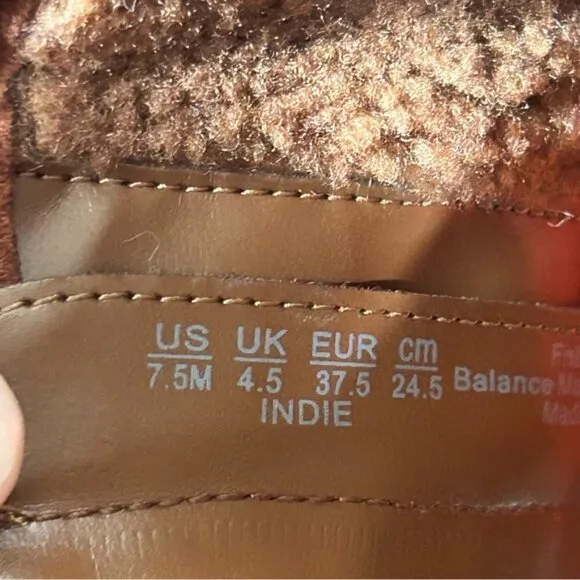 US UK EUR cm
7.5M 4.5 37.5 24.5 Balance
INDIE